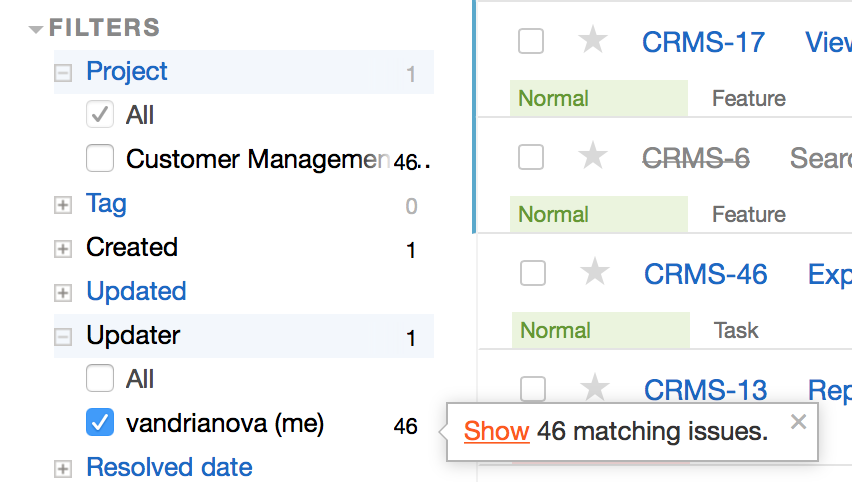 FILTERS
Project 1
All
Customer Managemen... 46
Tag 0
Created 1
Updated
Updater 1
All
vandrianova (me) 46
Resolved date
CRMS-17 View
Normal Feature
CRMS-6 Searc
Normal Feature
CRMS-46 Exp
Normal Task
CRMS-13 Rep
Show 46 matching issues.